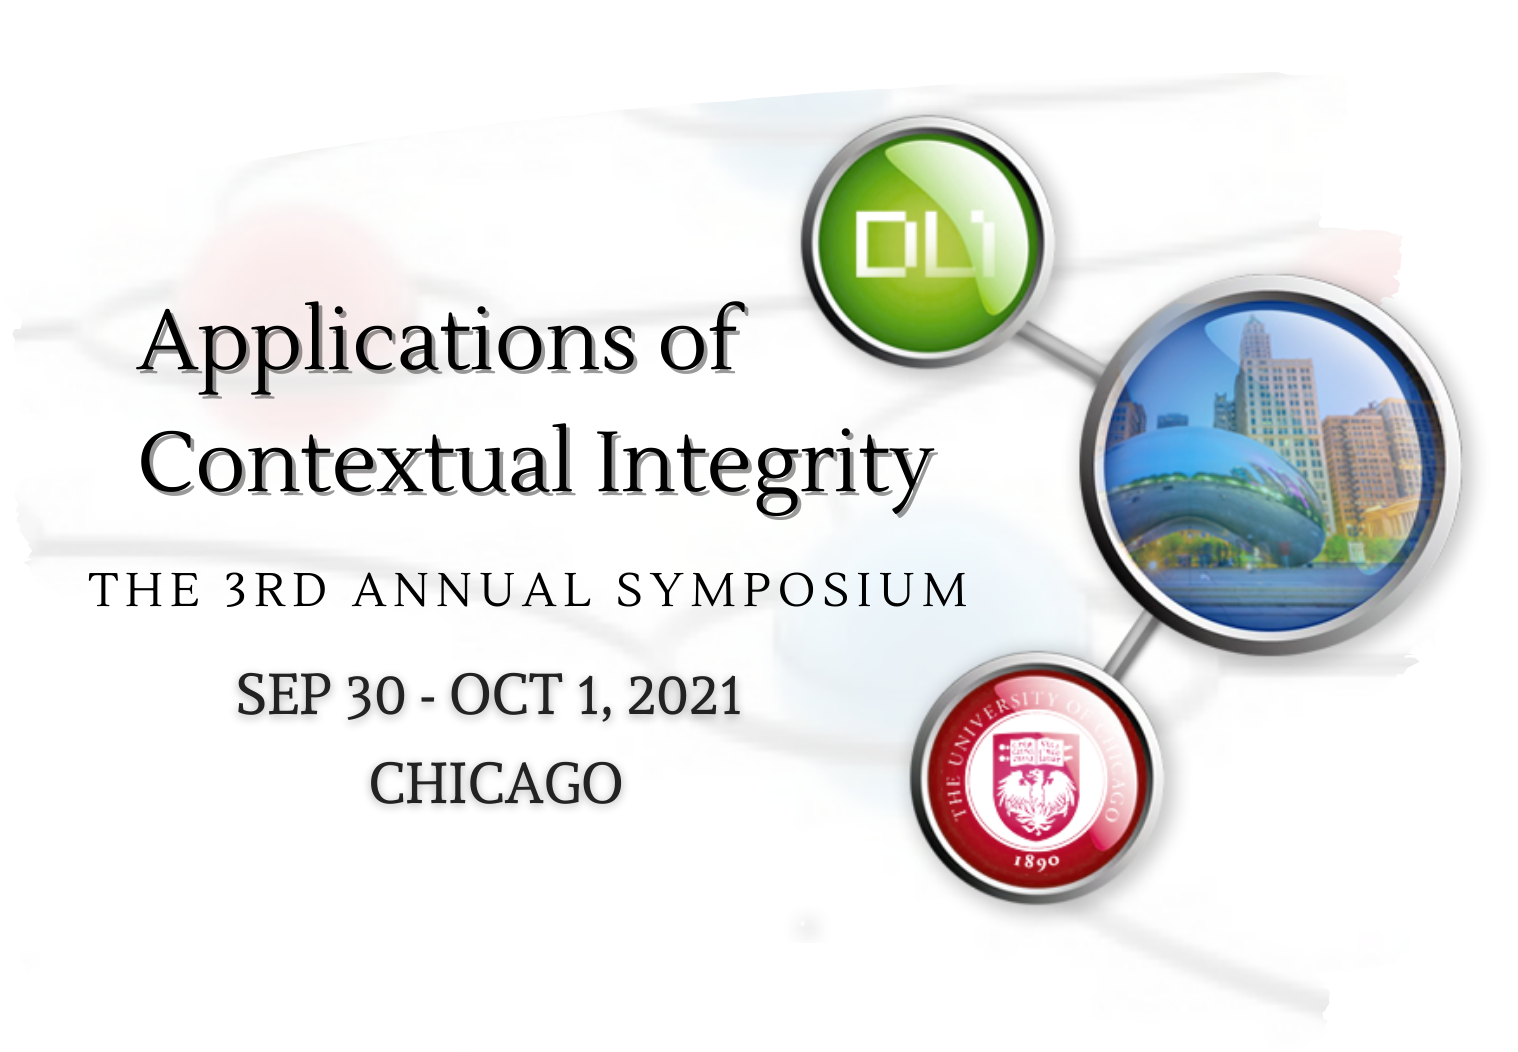 Applications of
Contextual Integrity
THE 3RD ANNUAL SYMPOSIUM
SEP 30 - OCT 1, 2021
CHICAGO
DLi
THE UNIVERSITY OF CHICAGO
1890